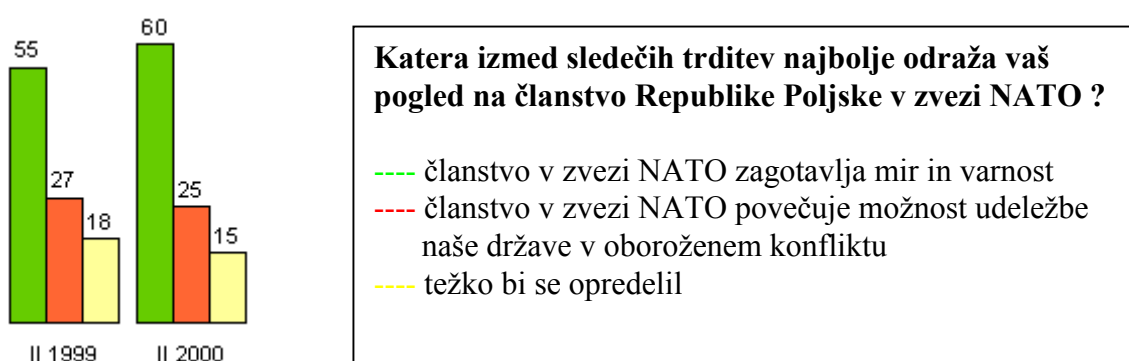 55
27
18
II 1999
60
25
15
II 2000
Katera izmed sledečih trditev najbolje odraža vaš
pogled na članstvo Republike Poljske v zvezi NATO ?
---- članstvo v zvezi NATO zagotavlja mir in varnost
---- članstvo v zvezi NATO povečuje možnost udeležbe
naše države v oboroženem konfliktu
---- težko bi se opredelil